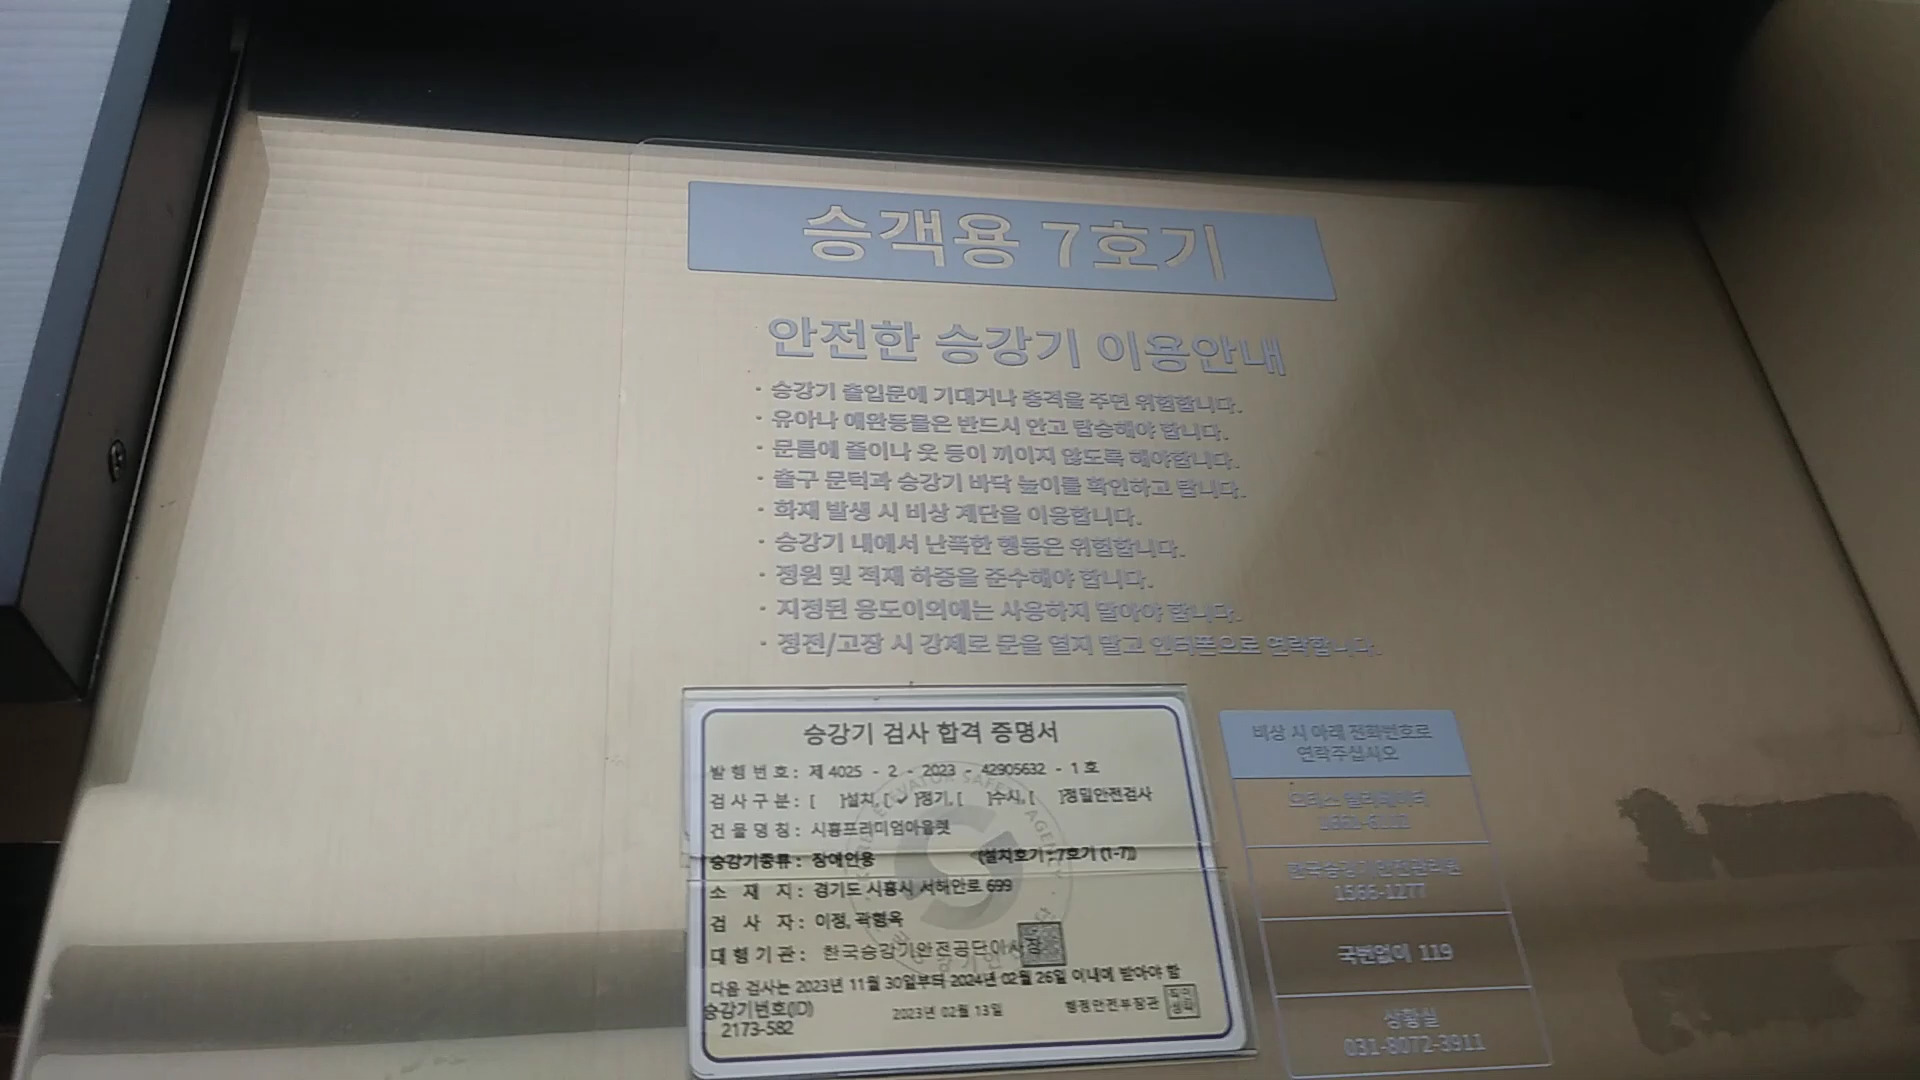 승객용 7호기
안전한 승강기 이용안내
· 승강기 출입문에 기대거나 충격을 주면 위험합니다.
· 유아나 애완동물은 반드시 안고 탑승해야 합니다.
· 문틈에 줄이나 옷 등이 끼이지 않도록 해야합니다.
· 출구 문턱과 승강기 바닥 높이를 확인하고 탑니다.
· 화재 발생 시 비상 계단을 이용합니다.
· 승강기 내에서 난폭한 행동은 위험합니다.
· 정원 및 적재 하중을 준수해야 합니다.
· 지정된 용도이외에는 사용하지 말아야 합니다.
· 정전/고장 시 강제로 문을 열지 말고 인터폰으로 연락합니다.
승강기 검사 합격 증명서
발행번호: 제 4025 - 2 - 2023 - 42905632 - 1 호
검사구분: [ ]설치, [✓]정기, [ ]수시, [ ]정밀안전검사
건물명칭: 시흥프리미엄아울렛
승강기종류: 장애인용 (설치호기 : 7호기 (1-7))
소재지: 경기도 시흥시 서해안로 699
검사자: 이정, 곽형욱
대행기관: 한국승강기안전공단이사장
다음 검사는 2023년 11월 30일부터 2024년 02월 26일 이내에 받아야 함
승강기번호(ID)
2173-582
2023년 02월 13일
행정안전부장관
비상 시 아래 전화번호로
연락주십시오
오티스 엘리베이터
한국승강기안전관리원
1566-1277
국번없이 119
상황실
031-8072-3911